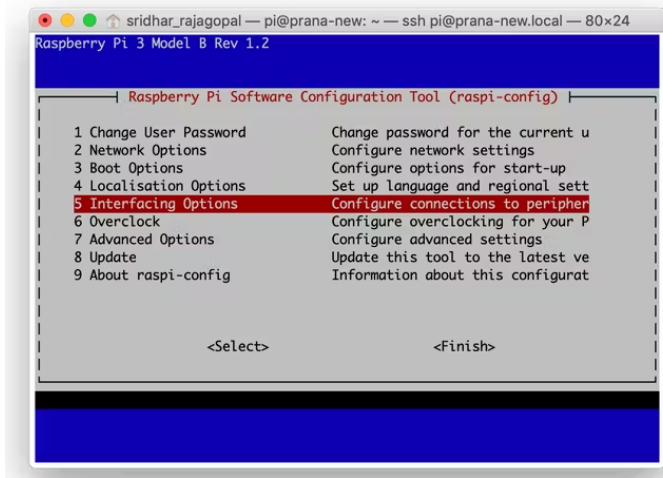 sridhar_rajagopal — pi@prana-new: ~ — ssh pi@prana-new.local — 80×24
Raspberry Pi 3 Model B Rev 1.2
Raspberry Pi Software Configuration Tool (raspi-config)
1 Change User Password Change password for the current u
2 Network Options Configure network settings
3 Boot Options Configure options for start-up
4 Localisation Options Set up language and regional sett
5 Interfacing Options Configure connections to peripher
6 Overclock Configure overclocking for your P
7 Advanced Options Configure advanced settings
8 Update Update this tool to the latest ve
9 About raspi-config Information about this configurat
<Select> <Finish>